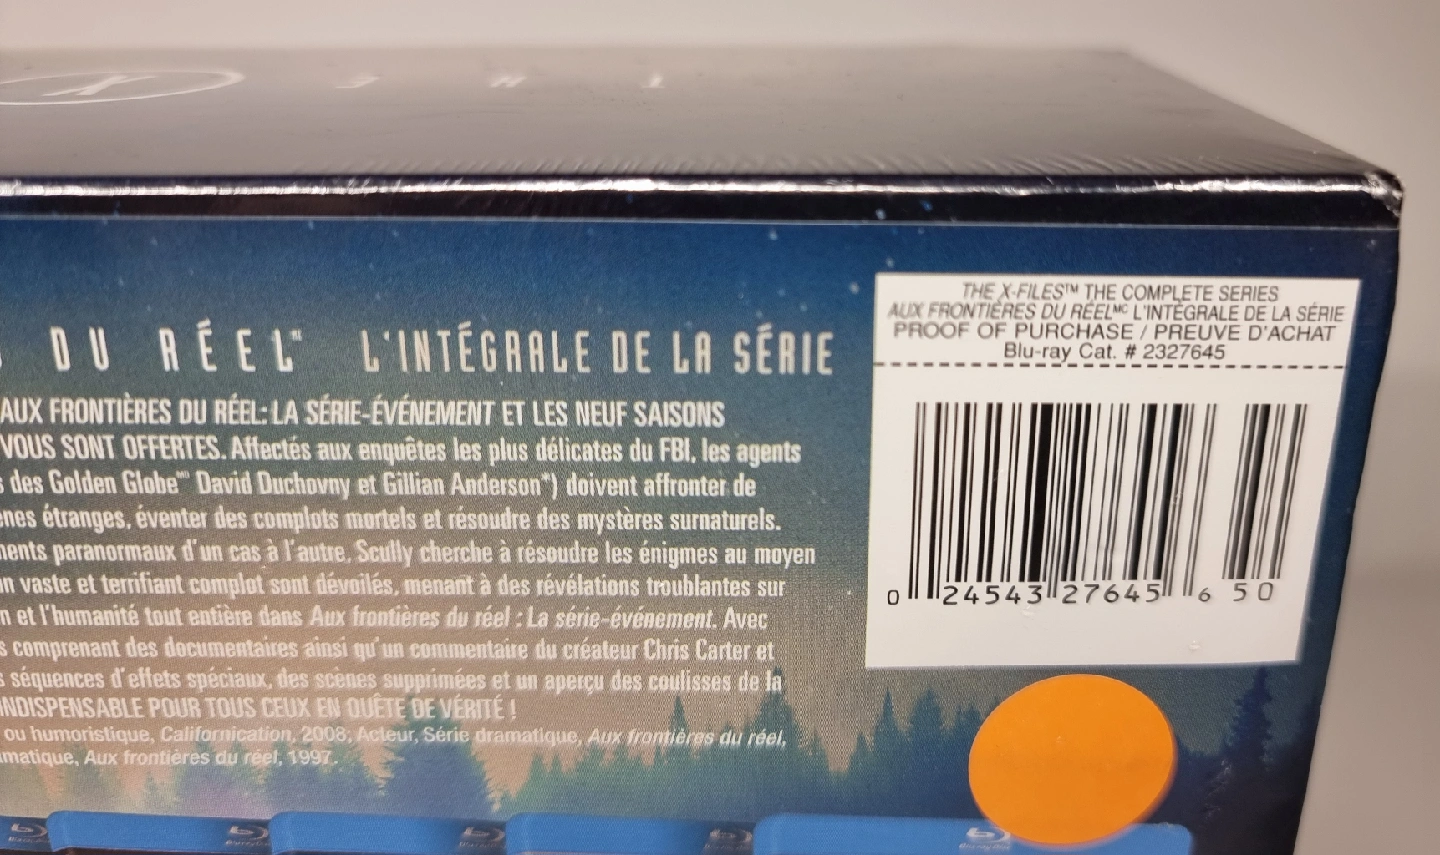 X
THE
DU RÉEL L'INTÉGRALE DE LA SÉRIE
AUX FRONTIÈRES DU RÉEL: LA SÉRIE-ÉVÉNEMENT ET LES NEUF SAISONS
VOUS SONT OFFERTES. Affectés aux enquêtes les plus délicates du FBI, les agents
des Golden Globe David Duchovny et Gillian Anderson*) doivent affronter de
étranges, éventer des complots mortels et résoudre des mystères surnaturels.
paranormaux d'un cas à l'autre, Scully cherche à résoudre les énigmes au moyen
vaste et terrifiant complot sont dévoilés, menant à des révélations troublantes sur
et l'humanité tout entière dans Aux frontières du réel : La série-événement. Avec
comprenant des documentaires ainsi qu'un commentaire du créateur Chris Carter et
séquences d'effets spéciaux, des scènes supprimées et un aperçu des coulisses de la
INDISPENSABLE POUR TOUS CEUX EN QUÊTE DE VÉRITÉ !
ou humoristique, Californication, 2008; Acteur, Série dramatique, Aux frontières du réel,
Aux frontières du réel, 1997.
THE X-FILES™ THE COMPLETE SERIES
AUX FRONTIÈRES DU RÉELᴹᶜ L'INTÉGRALE DE LA SÉRIE
PROOF OF PURCHASE / PREUVE D'ACHAT
Blu-ray Cat. # 2327645
0 24543 27645 6 50